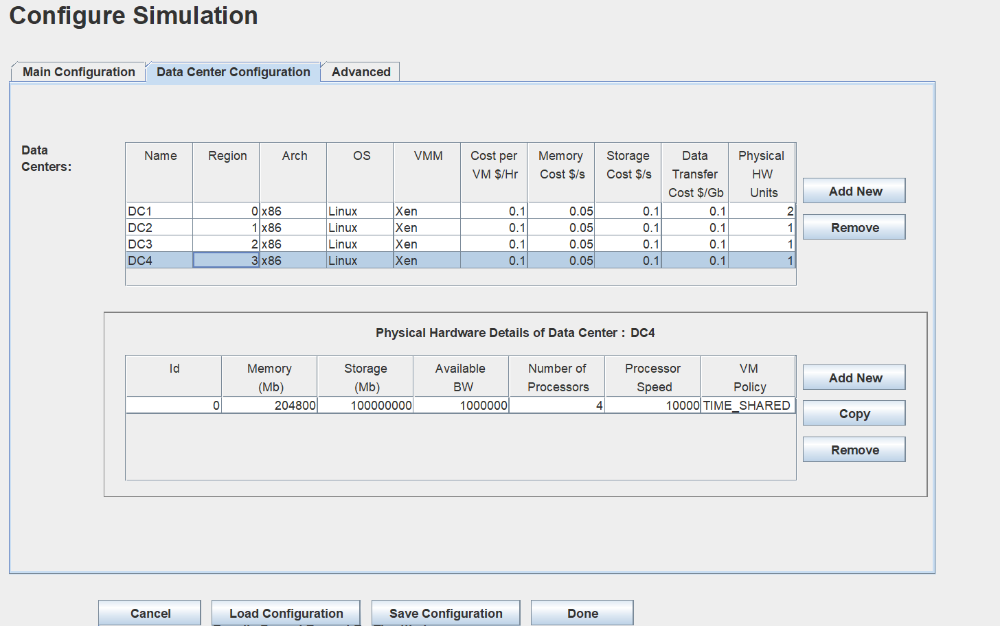 Configure Simulation
Main Configuration Data Center Configuration Advanced
Data
Centers:
Name Region Arch OS VMM Cost per Memory Storage Data Physical
VM $/Hr Cost $/s Cost $/s Transfer HW
Cost $/Gb Units
DC1 0 x86 Linux Xen 0.1 0.05 0.1 0.1 2
DC2 1 x86 Linux Xen 0.1 0.05 0.1 0.1 1
DC3 2 x86 Linux Xen 0.1 0.05 0.1 0.1 1
DC4 3 x86 Linux Xen 0.1 0.05 0.1 0.1 1
Add New
Remove
Physical Hardware Details of Data Center : DC4
Id Memory Storage Available Number of Processor VM
(Mb) (Mb) BW Processors Speed Policy
0 204800 100000000 1000000 4 10000 TIME_SHARED
Add New
Copy
Remove
Cancel Load Configuration Save Configuration Done